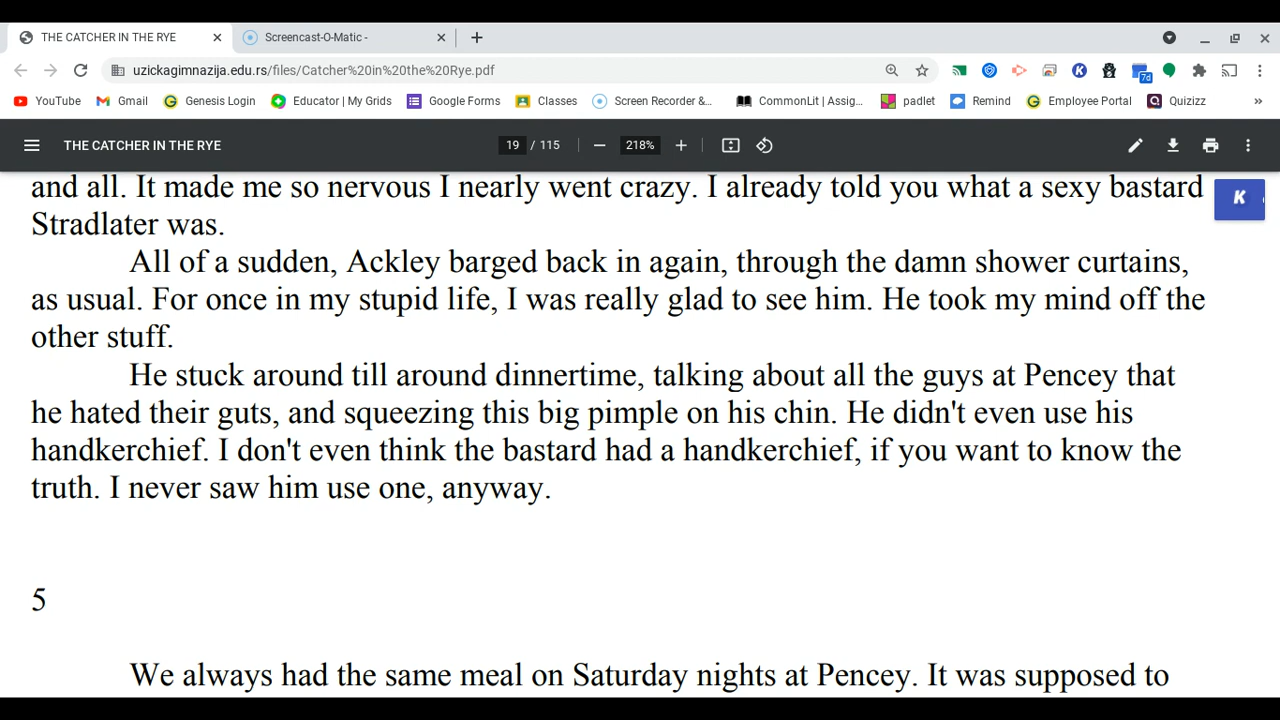 THE CATCHER IN THE RYE
Screencast-O-Matic -
uzickagimnazija.edu.rs/files/Catcher%20in%20the%20Rye.pdf
7d
YouTube Gmail Genesis Login Educator | My Grids Google Forms Classes Screen Recorder &... CommonLit | Assig... padlet Remind Employee Portal Quizizz »
THE CATCHER IN THE RYE 19 / 115 218%
and all. It made me so nervous I nearly went crazy. I already told you what a sexy bastard
Stradlater was.
All of a sudden, Ackley barged back in again, through the damn shower curtains,
as usual. For once in my stupid life, I was really glad to see him. He took my mind off the
other stuff.
He stuck around till around dinnertime, talking about all the guys at Pencey that
he hated their guts, and squeezing this big pimple on his chin. He didn't even use his
handkerchief. I don't even think the bastard had a handkerchief, if you want to know the
truth. I never saw him use one, anyway.
5
We always had the same meal on Saturday nights at Pencey. It was supposed to
K